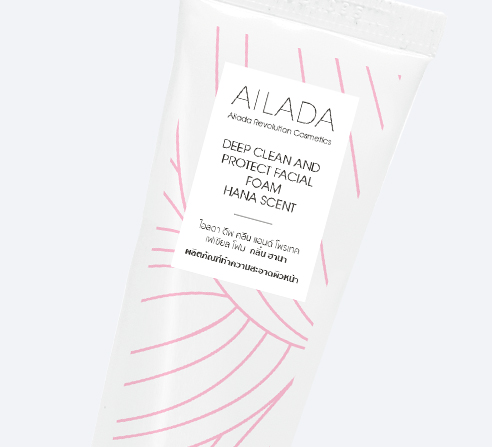 AILADA
Ailada Revolution Cosmetics
DEEP CLEAN AND
PROTECT FACIAL
FOAM
HANA SCENT
ไอลดา ดีพ คลีน แอนด์ โพรเทค
เฟเชียล โฟม กลิ่น ฮานา
ผลิตภัณฑ์ทำความสะอาดผิวหน้า